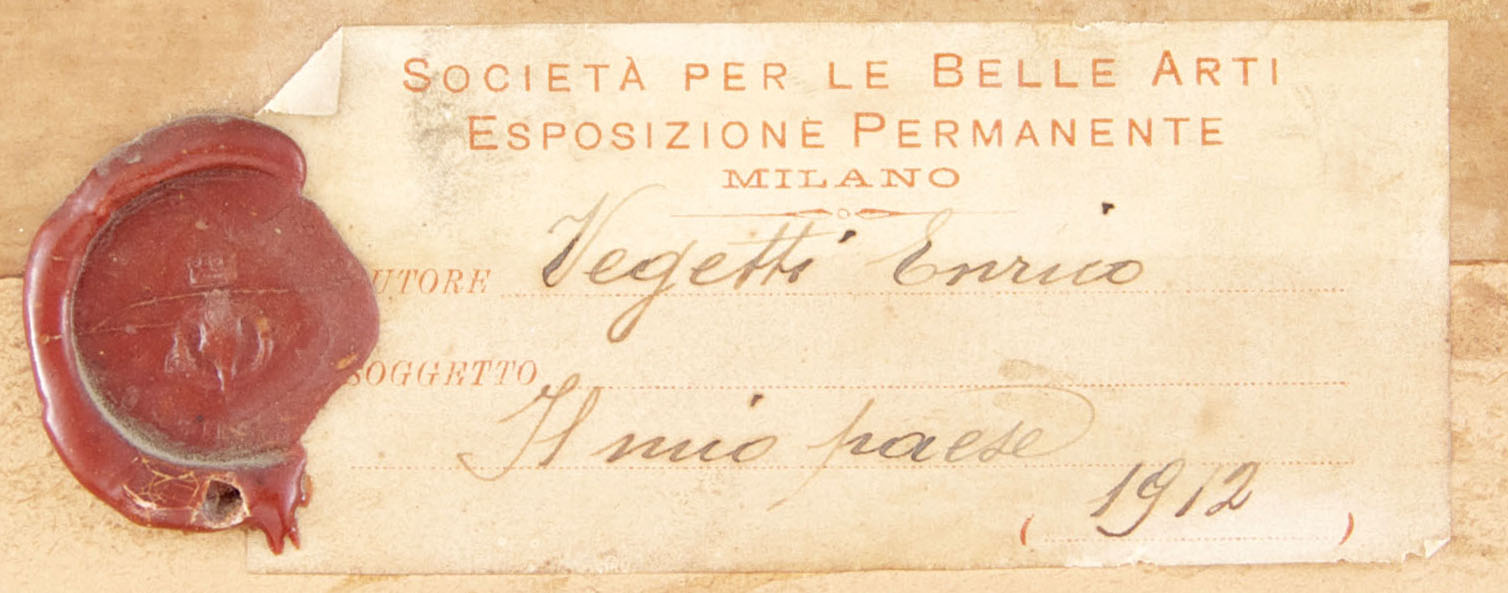 SOCIETÀ PER LE BELLE ARTI
ESPOSIZIONE PERMANENTE
MILANO
UTORE Vegetti Enrico
SOGGETTO
Il mio paese
(1912)